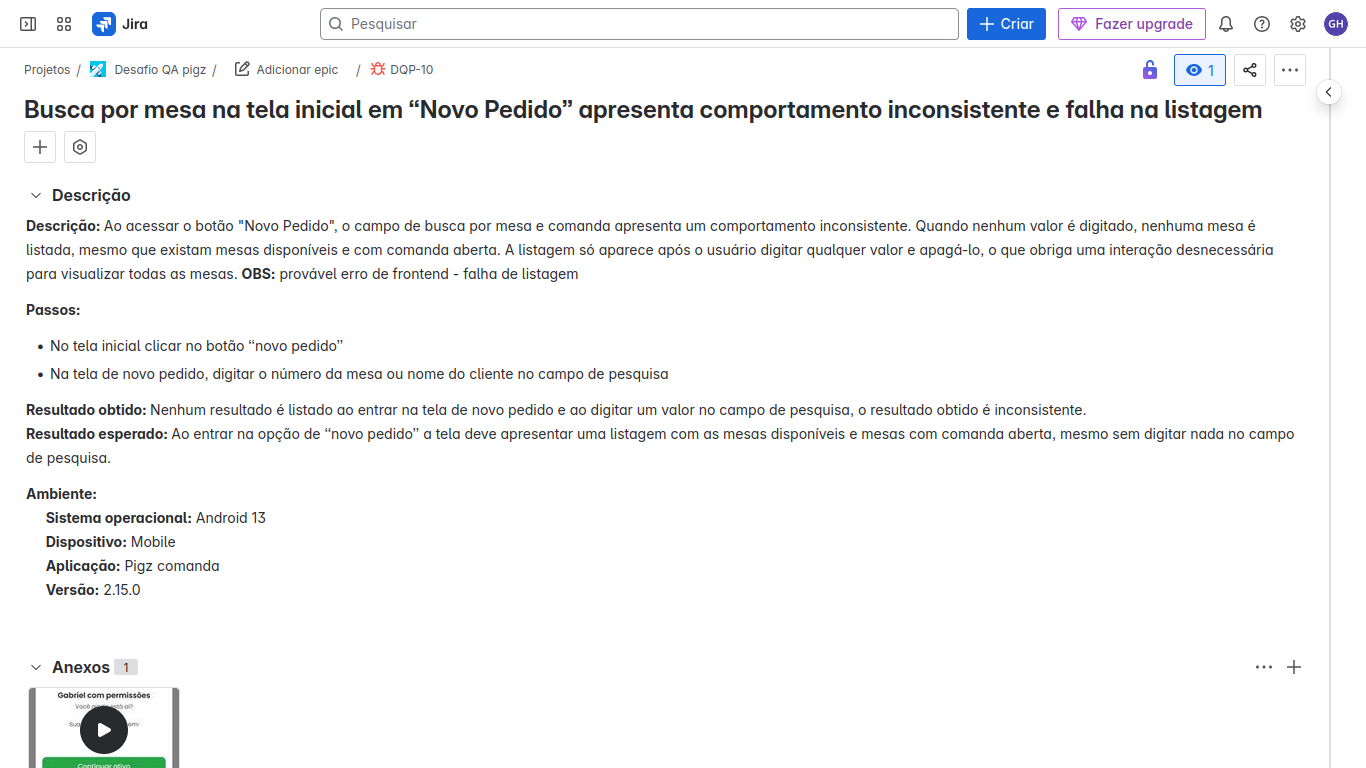 Jira
Pesquisar
Criar
Fazer upgrade
GH
Projetos / Desafio QA pigz / Adicionar epic / DQP-10
1
Busca por mesa na tela inicial em “Novo Pedido” apresenta comportamento inconsistente e falha na listagem
Descrição
Descrição: Ao acessar o botão "Novo Pedido", o campo de busca por mesa e comanda apresenta um comportamento inconsistente. Quando nenhum valor é digitado, nenhuma mesa é
listada, mesmo que existam mesas disponíveis e com comanda aberta. A listagem só aparece após o usuário digitar qualquer valor e apagá-lo, o que obriga uma interação desnecessária
para visualizar todas as mesas. OBS: provável erro de frontend - falha de listagem
Passos:
• No tela inicial clicar no botão “novo pedido”
• Na tela de novo pedido, digitar o número da mesa ou nome do cliente no campo de pesquisa
Resultado obtido: Nenhum resultado é listado ao entrar na tela de novo pedido e ao digitar um valor no campo de pesquisa, o resultado obtido é inconsistente.
Resultado esperado: Ao entrar na opção de “novo pedido” a tela deve apresentar uma listagem com as mesas disponíveis e mesas com comanda aberta, mesmo sem digitar nada no campo
de pesquisa.
Ambiente:
Sistema operacional: Android 13
Dispositivo: Mobile
Aplicação: Pigz comanda
Versão: 2.15.0
Anexos 1
Gabriel com permissões
Você está aí?
Continuar ativo